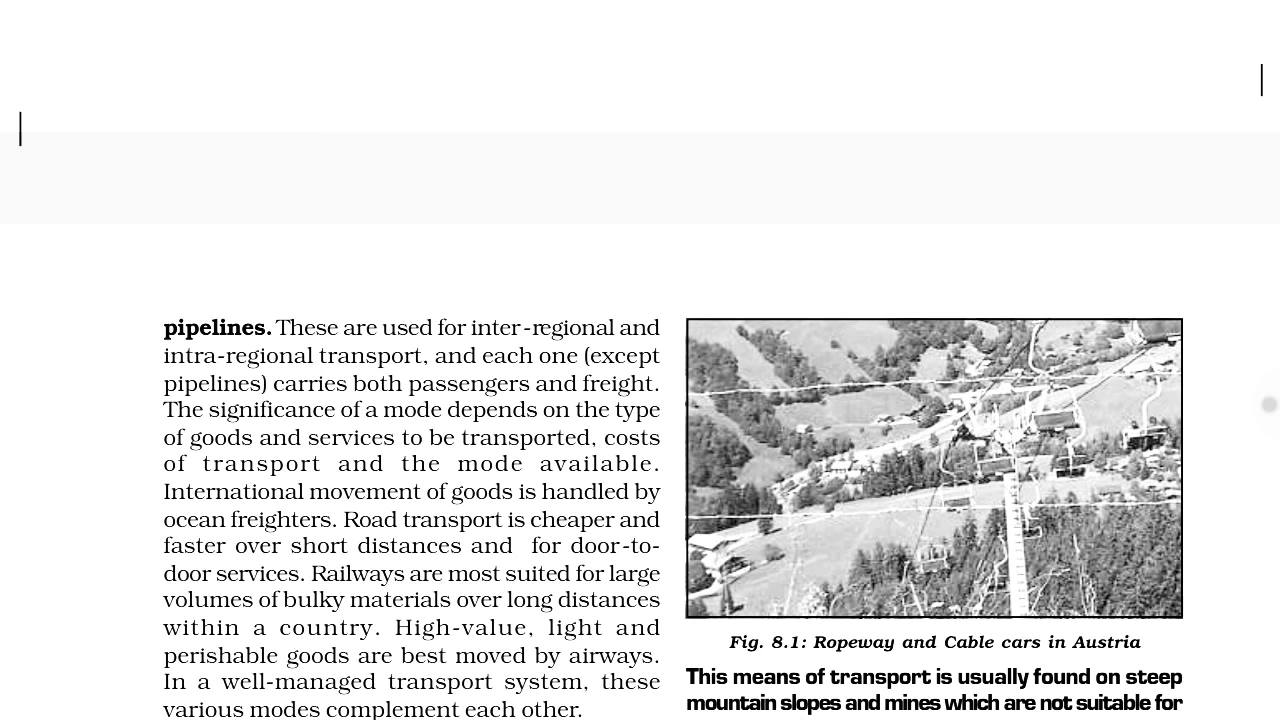 pipelines. These are used for inter-regional and
intra-regional transport, and each one (except
pipelines) carries both passengers and freight.
The significance of a mode depends on the type
of goods and services to be transported, costs
of transport and the mode available.
International movement of goods is handled by
ocean freighters. Road transport is cheaper and
faster over short distances and for door-to-
door services. Railways are most suited for large
volumes of bulky materials over long distances
within a country. High-value, light and
perishable goods are best moved by airways.
In a well-managed transport system, these
various modes complement each other.
Fig. 8.1: Ropeway and Cable cars in Austria
This means of transport is usually found on steep
mountain slopes and mines which are not suitable for